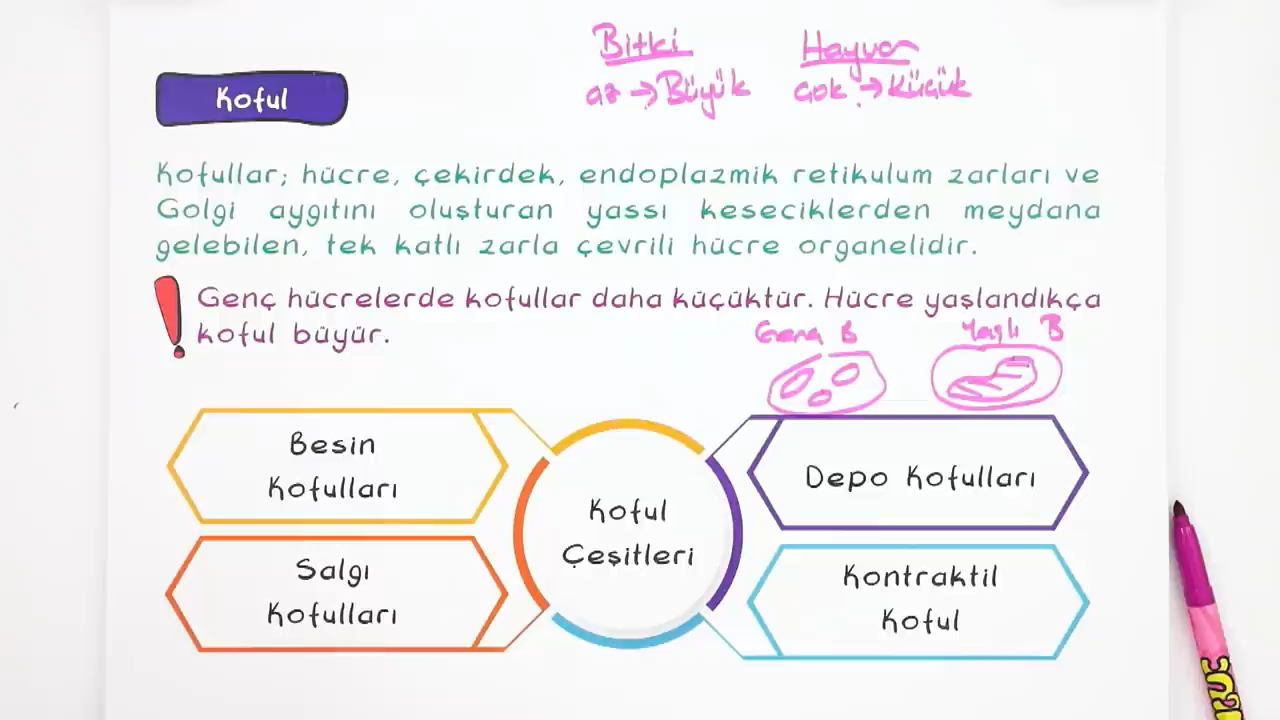 Bitki
az → Büyük
Hayvan
çok → Küçük
Koful
Kofullar; hücre, çekirdek, endoplazmik retikulum zarları ve
Golgi aygıtını oluşturan yassı keseciklerden meydana
gelebilen, tek katlı zarla çevrili hücre organelidir.
Genç hücrelerde kofullar daha küçüktür. Hücre yaşlandıkça
koful büyür.
Genç B
Yaşlı B
Besin
Kofulları
Salgı
Kofulları
Koful
Çeşitleri
Depo Kofulları
Kontraktil
Koful